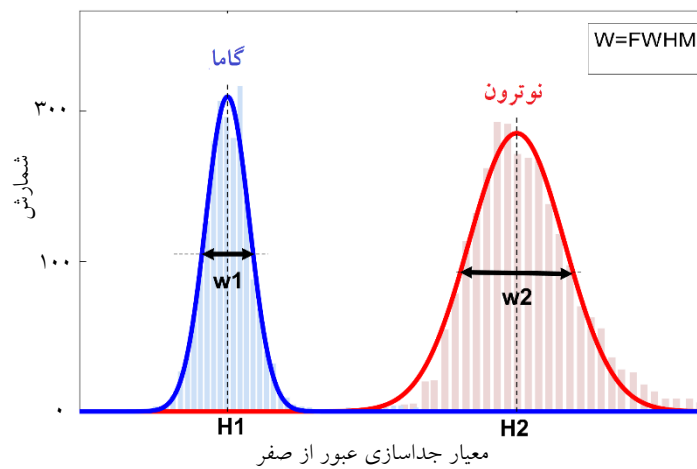 W=FWHM
گاما
نوترون
شمارش
۳۰۰
۱۰۰
۰
w1
w2
H1
H2
معیار جداسازی عبور از صفر